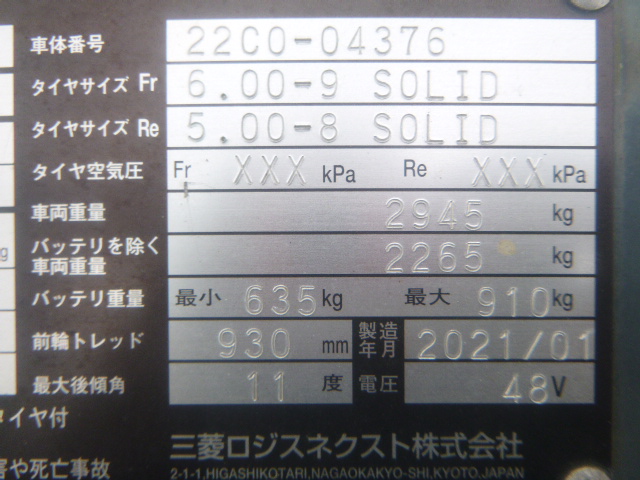 車体番号 22C0-04376
タイヤサイズ Fr 6.00-9 SOLID
タイヤサイズ Re 5.00-8 SOLID
タイヤ空気圧 Fr XXX kPa Re XXX kPa
車両重量 2945 kg
バッテリを除く
車両重量 2265 kg
バッテリ重量 最小 635 kg 最大 910 kg
前輪トレッド 930 mm 製造年月 2021/01
最大後傾角 11 度 電圧 48 V
タイヤ付
三菱ロジスネクスト株式会社
害や死亡事故
2-1-1,HIGASHIKOTARI,NAGAOKAKYO-SHI,KYOTO,JAPAN